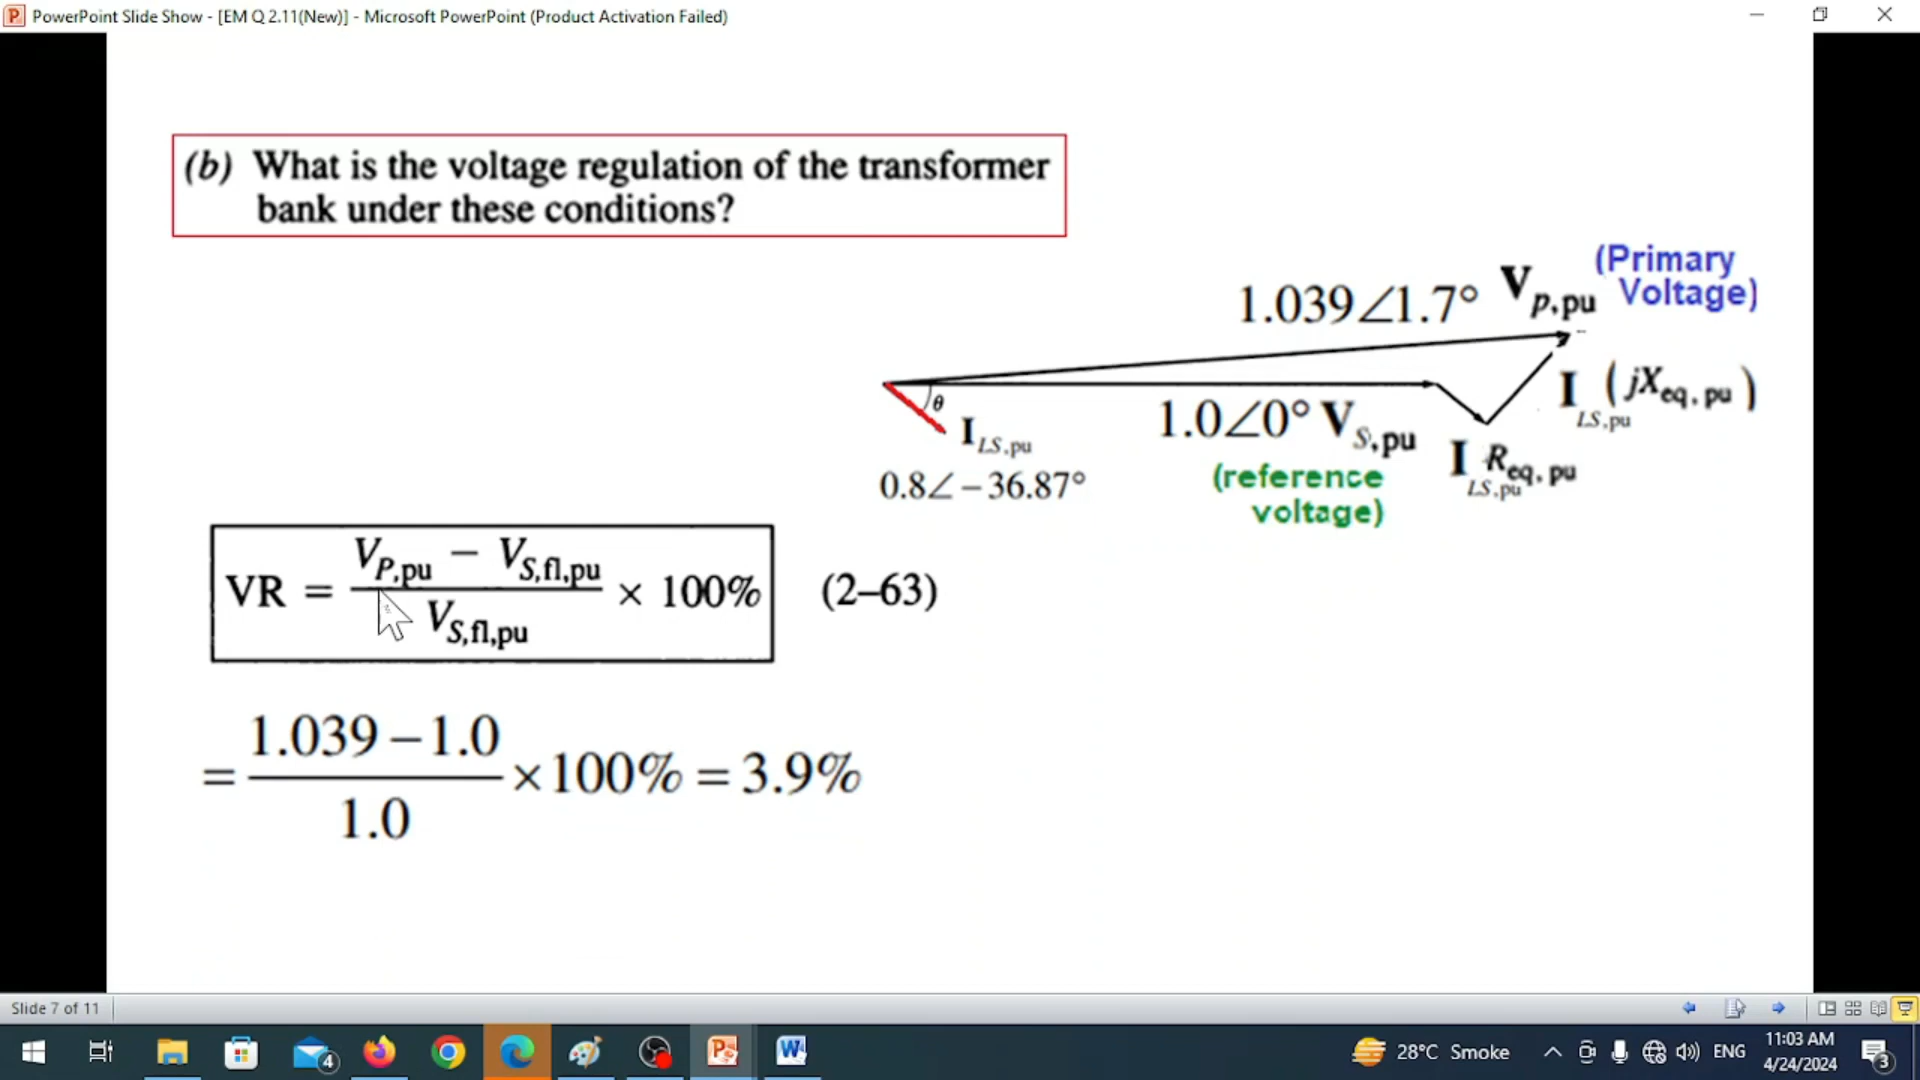 PowerPoint Slide Show - [EM Q 2.11(New)] - Microsoft PowerPoint (Product Activation Failed)
(b) What is the voltage regulation of the transformer
bank under these conditions?
1.039∠1.7° V_P,pu (Primary
Voltage)
θ
I_LS,pu
0.8∠–36.87°
1.0∠0° V_S,pu
(reference
voltage)
I_LS,pu R_eq,pu
I_LS,pu (jX_eq,pu)
VR = (V_P,pu − V_S,fl,pu) / V_S,fl,pu × 100% (2–63)
= (1.039 – 1.0) / 1.0 × 100% = 3.9%
Slide 7 of 11
4
28°C Smoke
ENG
11:03 AM
4/24/2024
3